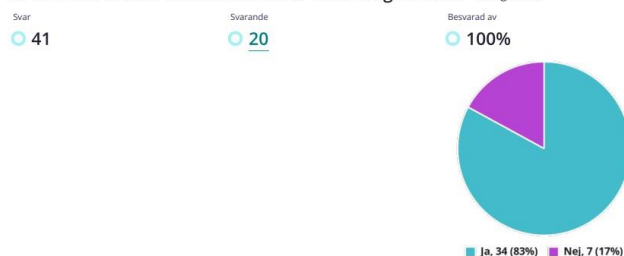 Svar
Svarande
Besvarad av
41
20
100%
Ja, 34 (83%)
Nej, 7 (17%)